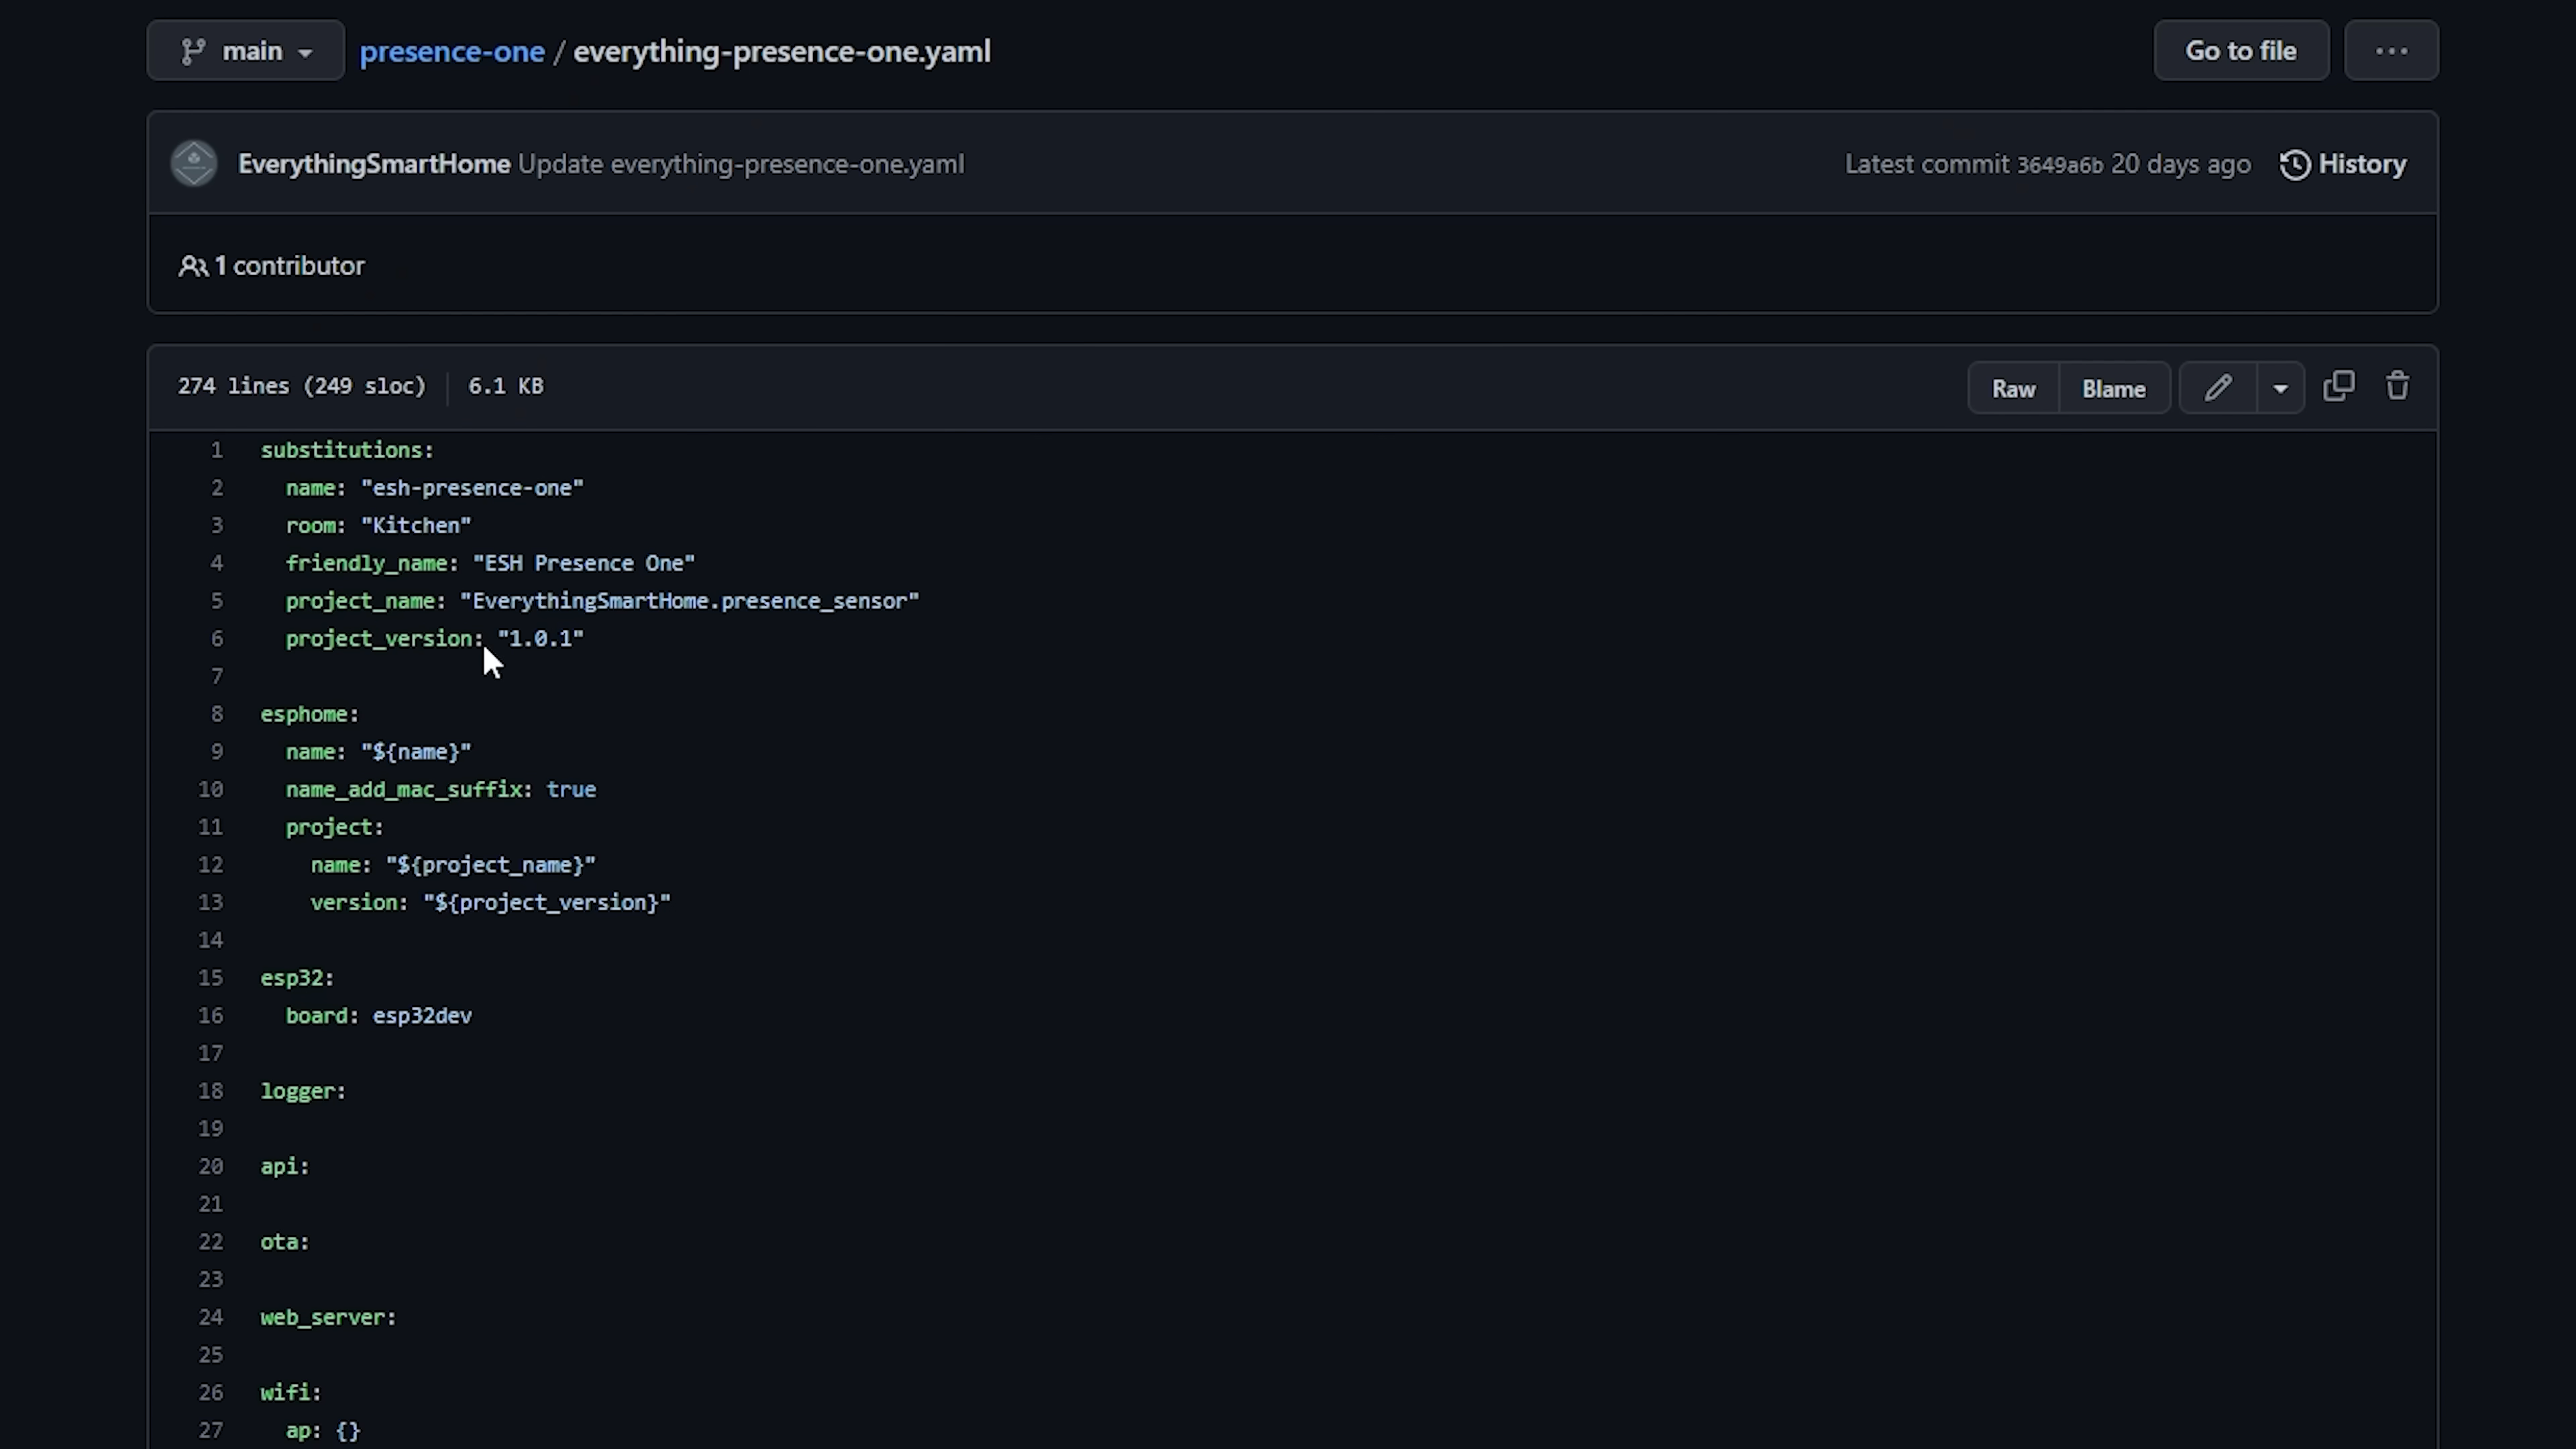 main
presence-one / everything-presence-one.yaml
Go to file
EverythingSmartHome Update everything-presence-one.yaml
Latest commit 3649a6b 20 days ago
History
1 contributor
274 lines (249 sloc)
6.1 KB
Raw
Blame
1 substitutions:
2 name: "esh-presence-one"
3 room: "Kitchen"
4 friendly_name: "ESH Presence One"
5 project_name: "EverythingSmartHome.presence_sensor"
6 project_version: "1.0.1"
7
8 esphome:
9 name: "${name}"
10 name_add_mac_suffix: true
11 project:
12 name: "${project_name}"
13 version: "${project_version}"
14
15 esp32:
16 board: esp32dev
17
18 logger:
19
20 api:
21
22 ota:
23
24 web_server:
25
26 wifi:
27 ap: {}